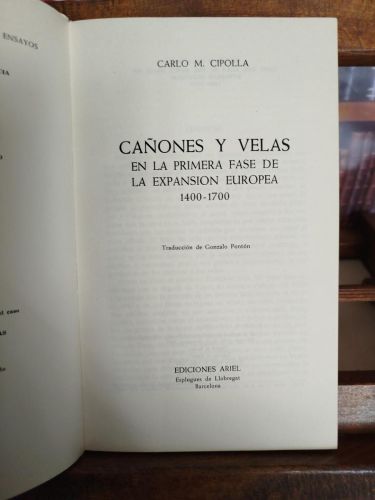 ENSAYOS
CARLO M. CIPOLLA
CAÑONES Y VELAS
EN LA PRIMERA FASE DE
LA EXPANSION EUROPEA
1400-1700
Traducción de Gonzalo Pontón
EDICIONES ARIEL
Esplugues de Llobregat
Barcelona